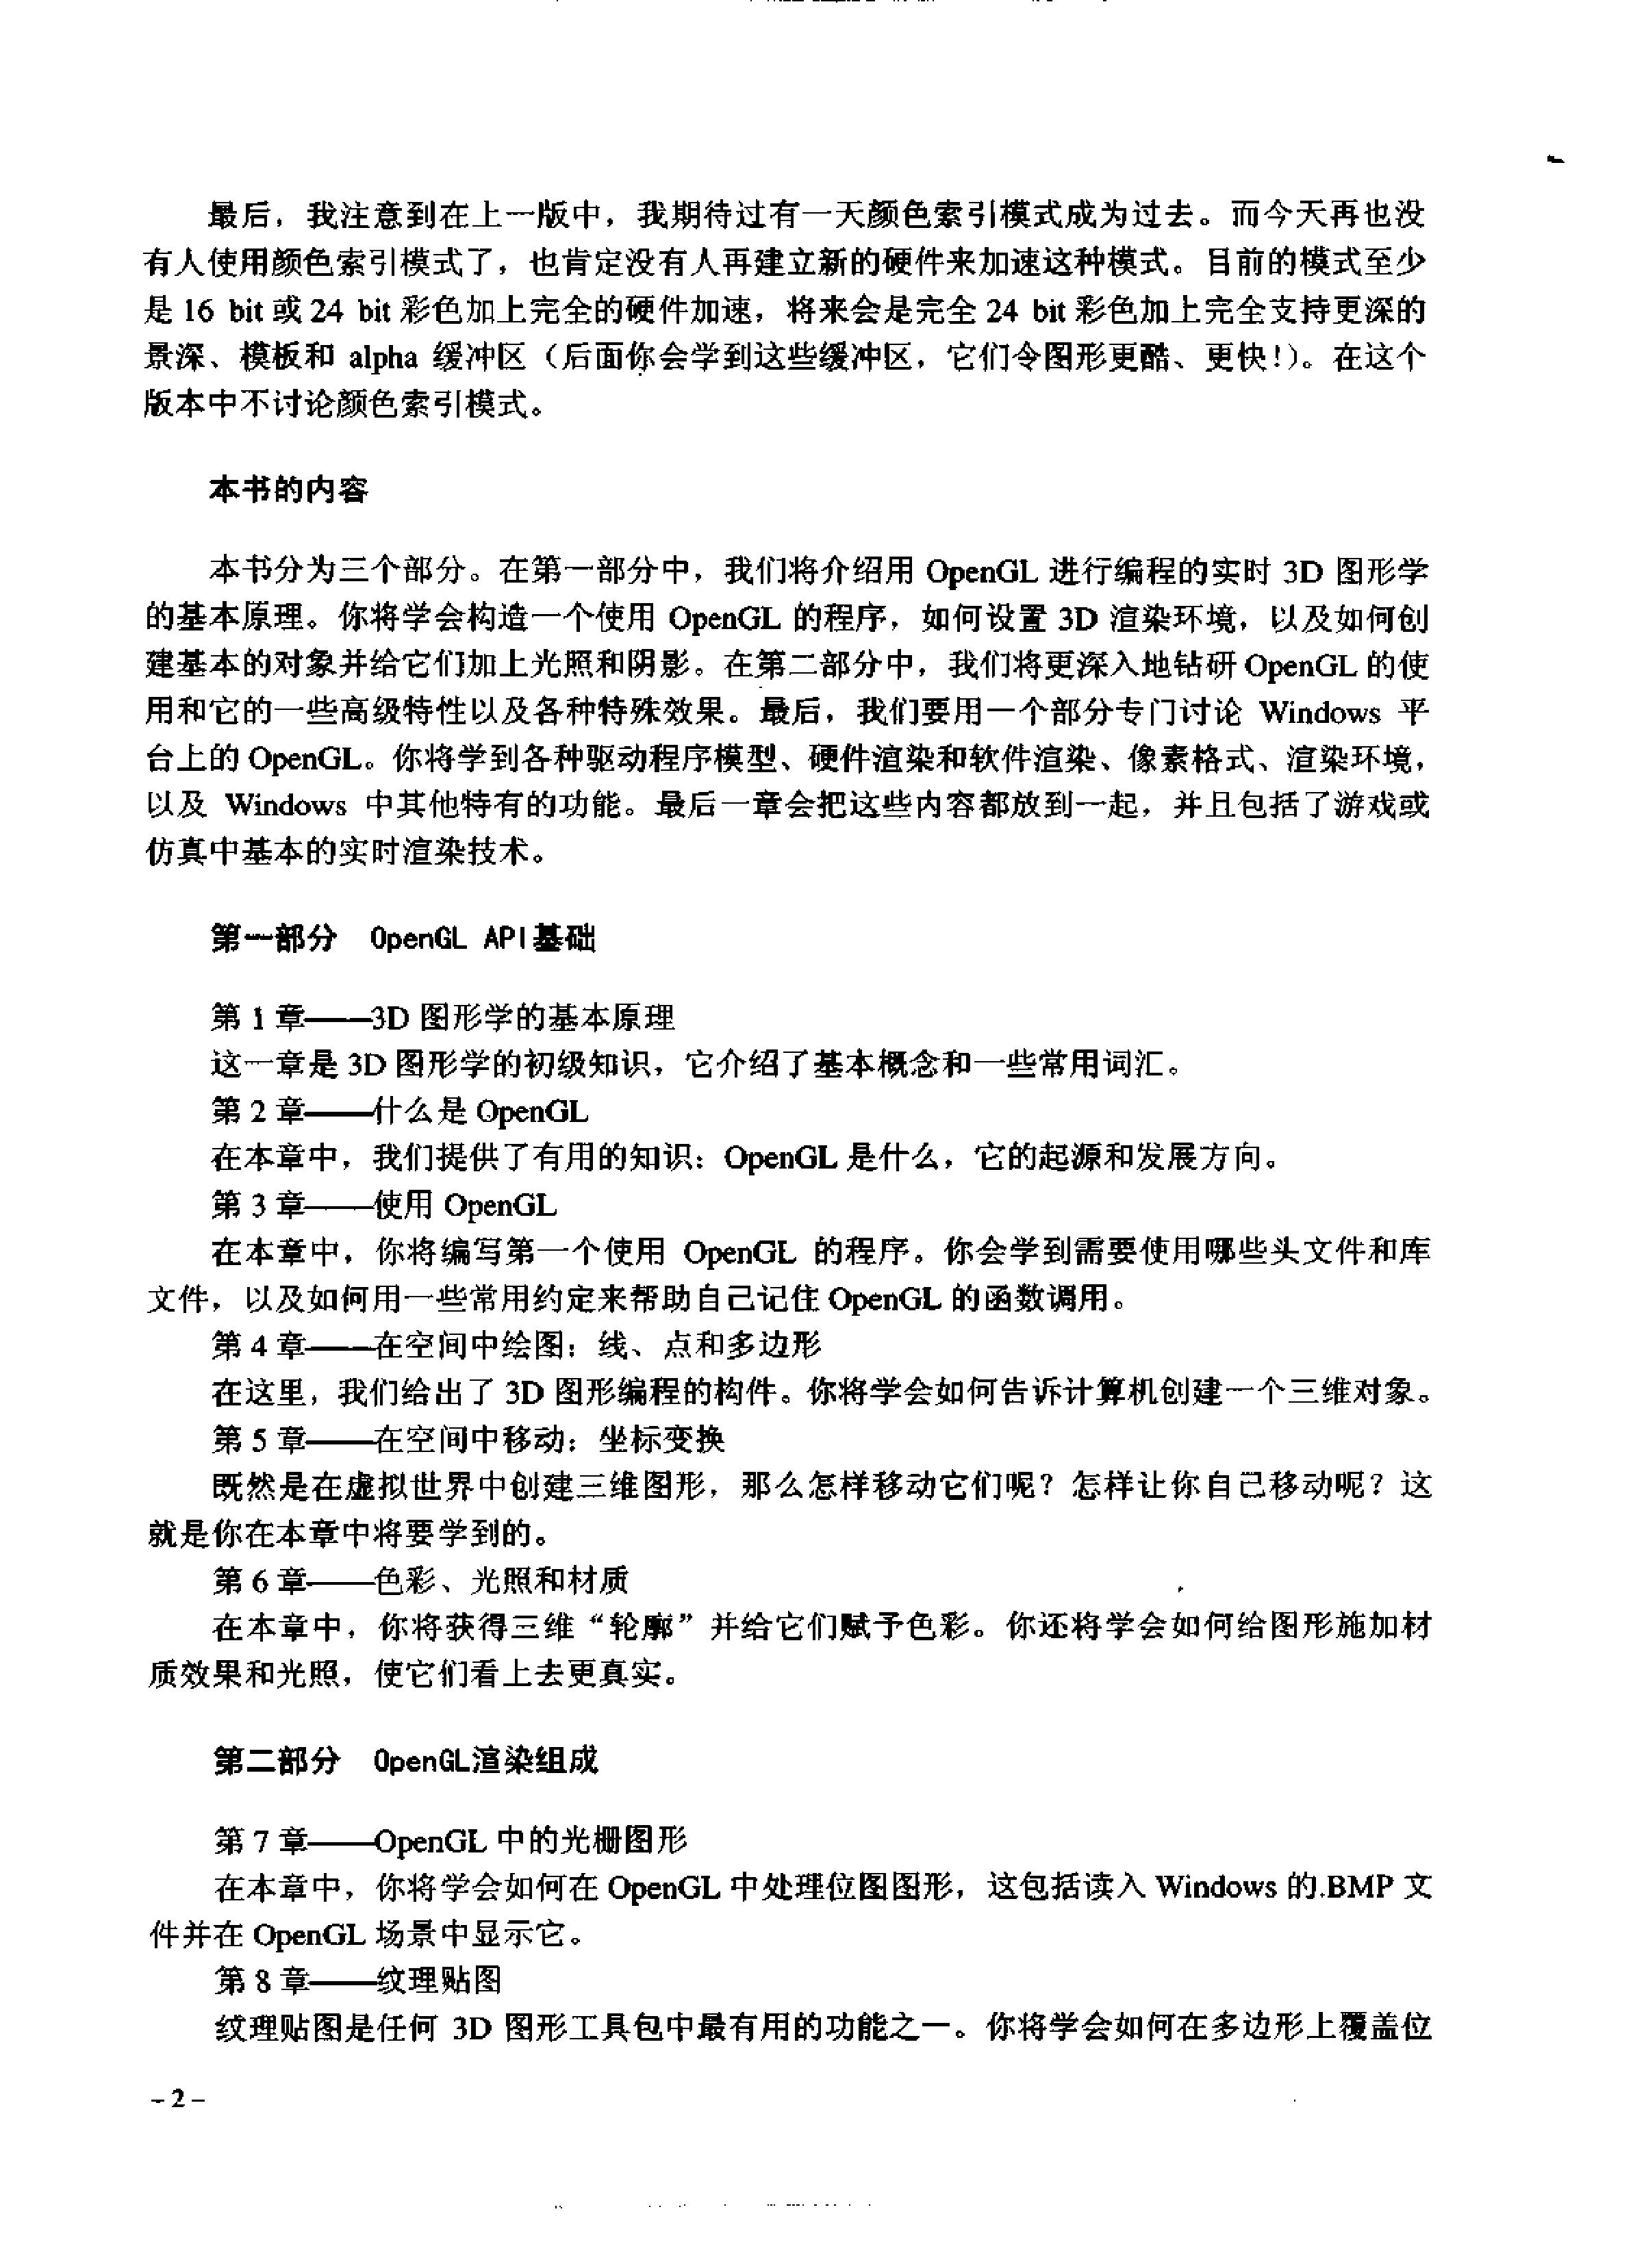 最后，我注意到在上一版中，我期待过有一天颜色索引模式成为过去。而今天再也没
有人使用颜色索引模式了，也肯定没有人再建立新的硬件来加速这种模式。目前的模式至少
是 16 bit 或 24 bit 彩色加上完全的硬件加速，将来会是完全 24 bit 彩色加上完全支持更深的
景深、模板和 alpha 缓冲区（后面你会学到这些缓冲区，它们令图形更酷、更快！）。在这个
版本中不讨论颜色索引模式。
本书的内容
本书分为三个部分。在第一部分中，我们将介绍用 OpenGL 进行编程的实时 3D 图形学
的基本原理。你将学会构造一个使用 OpenGL 的程序，如何设置 3D 渲染环境，以及如何创
建基本的对象并给它们加上光照和阴影。在第二部分中，我们将更深入地钻研 OpenGL 的使
用和它的一些高级特性以及各种特殊效果。最后，我们要用一个部分专门讨论 Windows 平
台上的 OpenGL。你将学到各种驱动程序模型、硬件渲染和软件渲染、像素格式、渲染环境，
以及 Windows 中其他特有的功能。最后一章会把这些内容都放到一起，并且包括了游戏或
仿真中基本的实时渲染技术。
第一部分 OpenGL API基础
第 1 章——3D 图形学的基本原理
这一章是 3D 图形学的初级知识，它介绍了基本概念和一些常用词汇。
第 2 章——什么是 OpenGL
在本章中，我们提供了有用的知识：OpenGL 是什么，它的起源和发展方向。
第 3 章——使用 OpenGL
在本章中，你将编写第一个使用 OpenGL 的程序。你会学到需要使用哪些头文件和库
文件，以及如何用一些常用约定来帮助自己记住 OpenGL 的函数调用。
第 4 章——在空间中绘图：线、点和多边形
在这里，我们给出了 3D 图形编程的构件。你将学会如何告诉计算机创建一个三维对象。
第 5 章——在空间中移动：坐标变换
既然是在虚拟世界中创建三维图形，那么怎样移动它们呢？怎样让你自己移动呢？这
就是你在本章中将要学到的。
第 6 章——色彩、光照和材质
在本章中，你将获得三维“轮廓”并给它们赋予色彩。你还将学会如何给图形施加材
质效果和光照，使它们看上去更真实。
第二部分 OpenGL渲染组成
第 7 章——OpenGL 中的光栅图形
在本章中，你将学会如何在 OpenGL 中处理位图图形，这包括读入 Windows 的.BMP 文
件并在 OpenGL 场景中显示它。
第 8 章——纹理贴图
纹理贴图是任何 3D 图形工具包中最有用的功能之一。你将学会如何在多边形上覆盖位
－2－